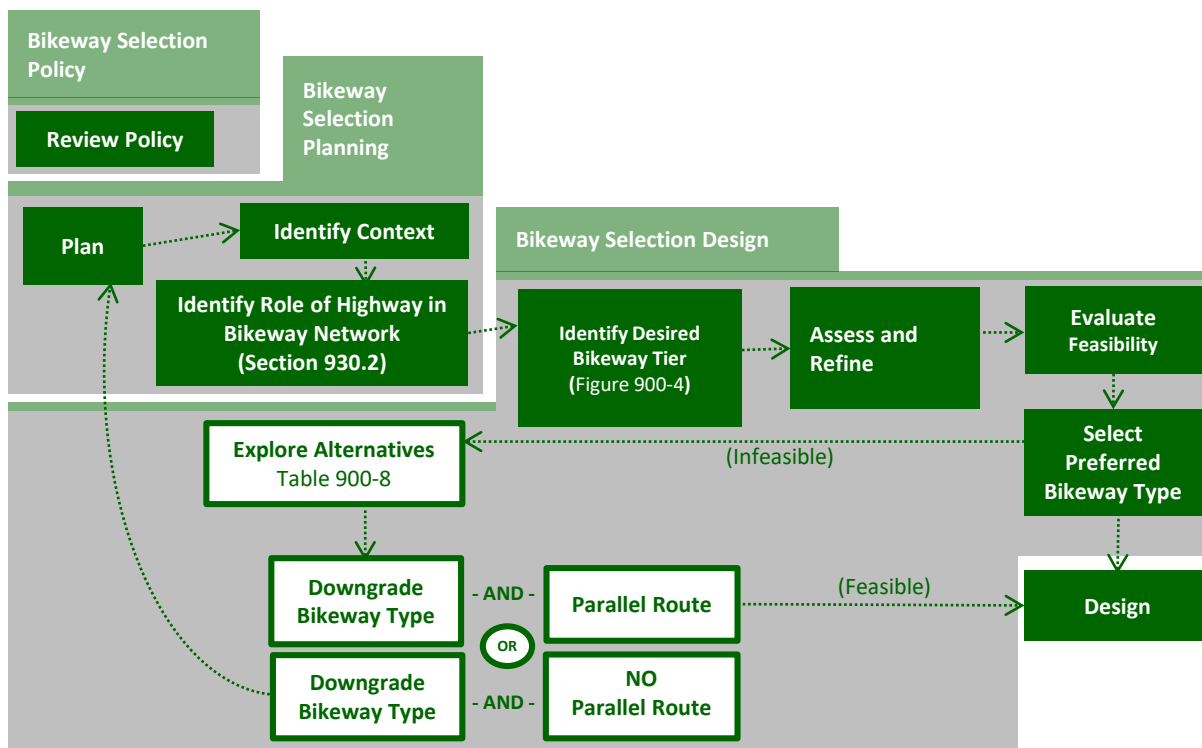 Bikeway Selection
Policy
Review Policy
Bikeway
Selection
Planning
Plan
Identify Context
Identify Role of Highway in
Bikeway Network
(Section 930.2)
Bikeway Selection Design
Identify Desired
Bikeway Tier
(Figure 900-4)
Assess and
Refine
Evaluate
Feasibility
Select
Preferred
Bikeway Type
(Infeasible)
Explore Alternatives
Table 900-8
Downgrade
Bikeway Type
- AND -
Parallel Route
(Feasible)
Design
OR
Downgrade
Bikeway Type
- AND -
NO
Parallel Route